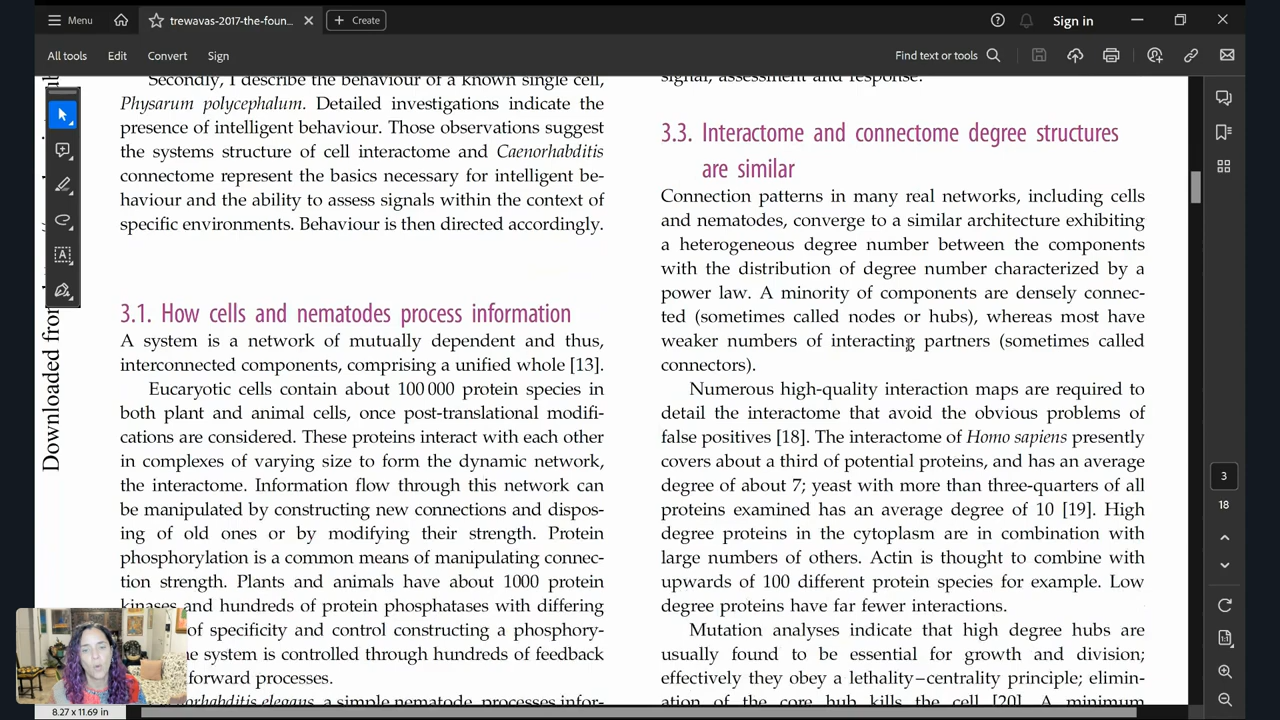 Menu
trewavas-2017-the-foun...
Create
Sign in
All tools
Edit
Convert
Sign
Find text or tools
Downloaded from
Secondly, I describe the behaviour of a known single cell,
Physarum polycephalum. Detailed investigations indicate the
presence of intelligent behaviour. Those observations suggest
the systems structure of cell interactome and Caenorhabditis
connectome represent the basics necessary for intelligent be-
haviour and the ability to assess signals within the context of
specific environments. Behaviour is then directed accordingly.
3.1. How cells and nematodes process information
A system is a network of mutually dependent and thus,
interconnected components, comprising a unified whole [13].
Eucaryotic cells contain about 100 000 protein species in
both plant and animal cells, once post-translational modifi-
cations are considered. These proteins interact with each other
in complexes of varying size to form the dynamic network,
the interactome. Information flow through this network can
be manipulated by constructing new connections and dispos-
ing of old ones or by modifying their strength. Protein
phosphorylation is a common means of manipulating connec-
tion strength. Plants and animals have about 1000 protein
kinases and hundreds of protein phosphatases with differing
of specificity and control constructing a phosphory-
system is controlled through hundreds of feedback
forward processes.
elegans, a simple nematode, processes infor-
signal, assessment and response.
3.3. Interactome and connectome degree structures
are similar
Connection patterns in many real networks, including cells
and nematodes, converge to a similar architecture exhibiting
a heterogeneous degree number between the components
with the distribution of degree number characterized by a
power law. A minority of components are densely connec-
ted (sometimes called nodes or hubs), whereas most have
weaker numbers of interacting partners (sometimes called
connectors).
Numerous high-quality interaction maps are required to
detail the interactome that avoid the obvious problems of
false positives [18]. The interactome of Homo sapiens presently
covers about a third of potential proteins, and has an average
degree of about 7; yeast with more than three-quarters of all
proteins examined has an average degree of 10 [19]. High
degree proteins in the cytoplasm are in combination with
large numbers of others. Actin is thought to combine with
upwards of 100 different protein species for example. Low
degree proteins have far fewer interactions.
Mutation analyses indicate that high degree hubs are
usually found to be essential for growth and division;
effectively they obey a lethality–centrality principle; elimin-
ation of the core hub kills the cell [20]. A minimum
3
18
8.27 x 11.69 in